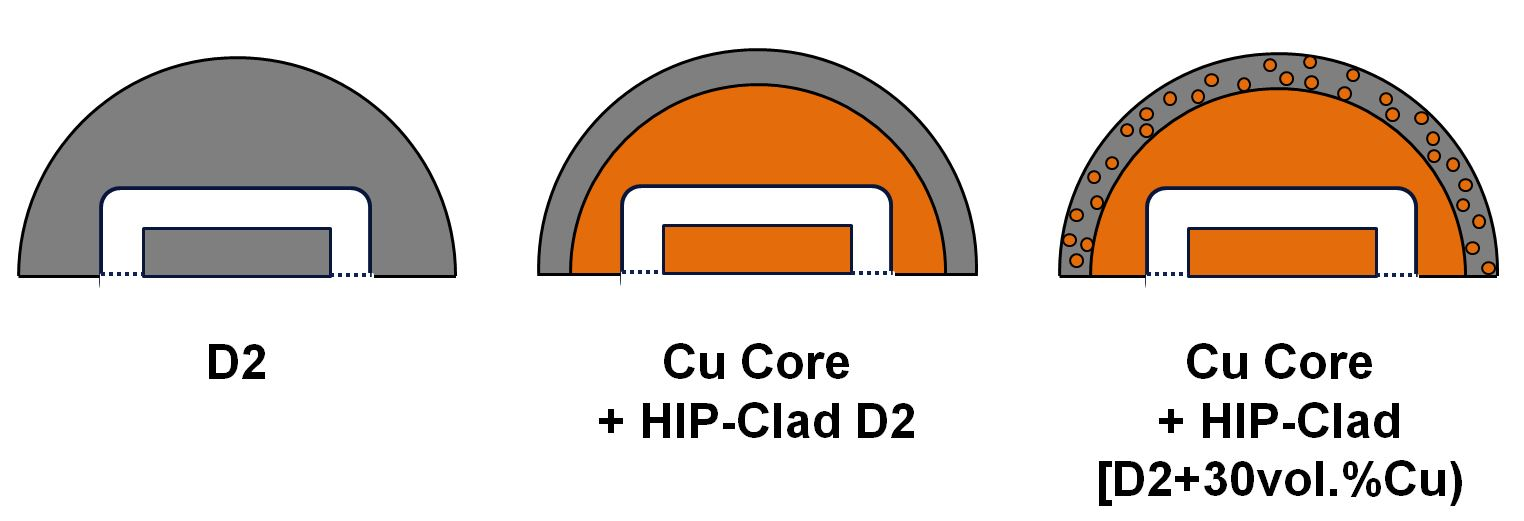 D2
Cu Core
+ HIP-Clad D2
Cu Core
+ HIP-Clad
[D2+30vol.%Cu)